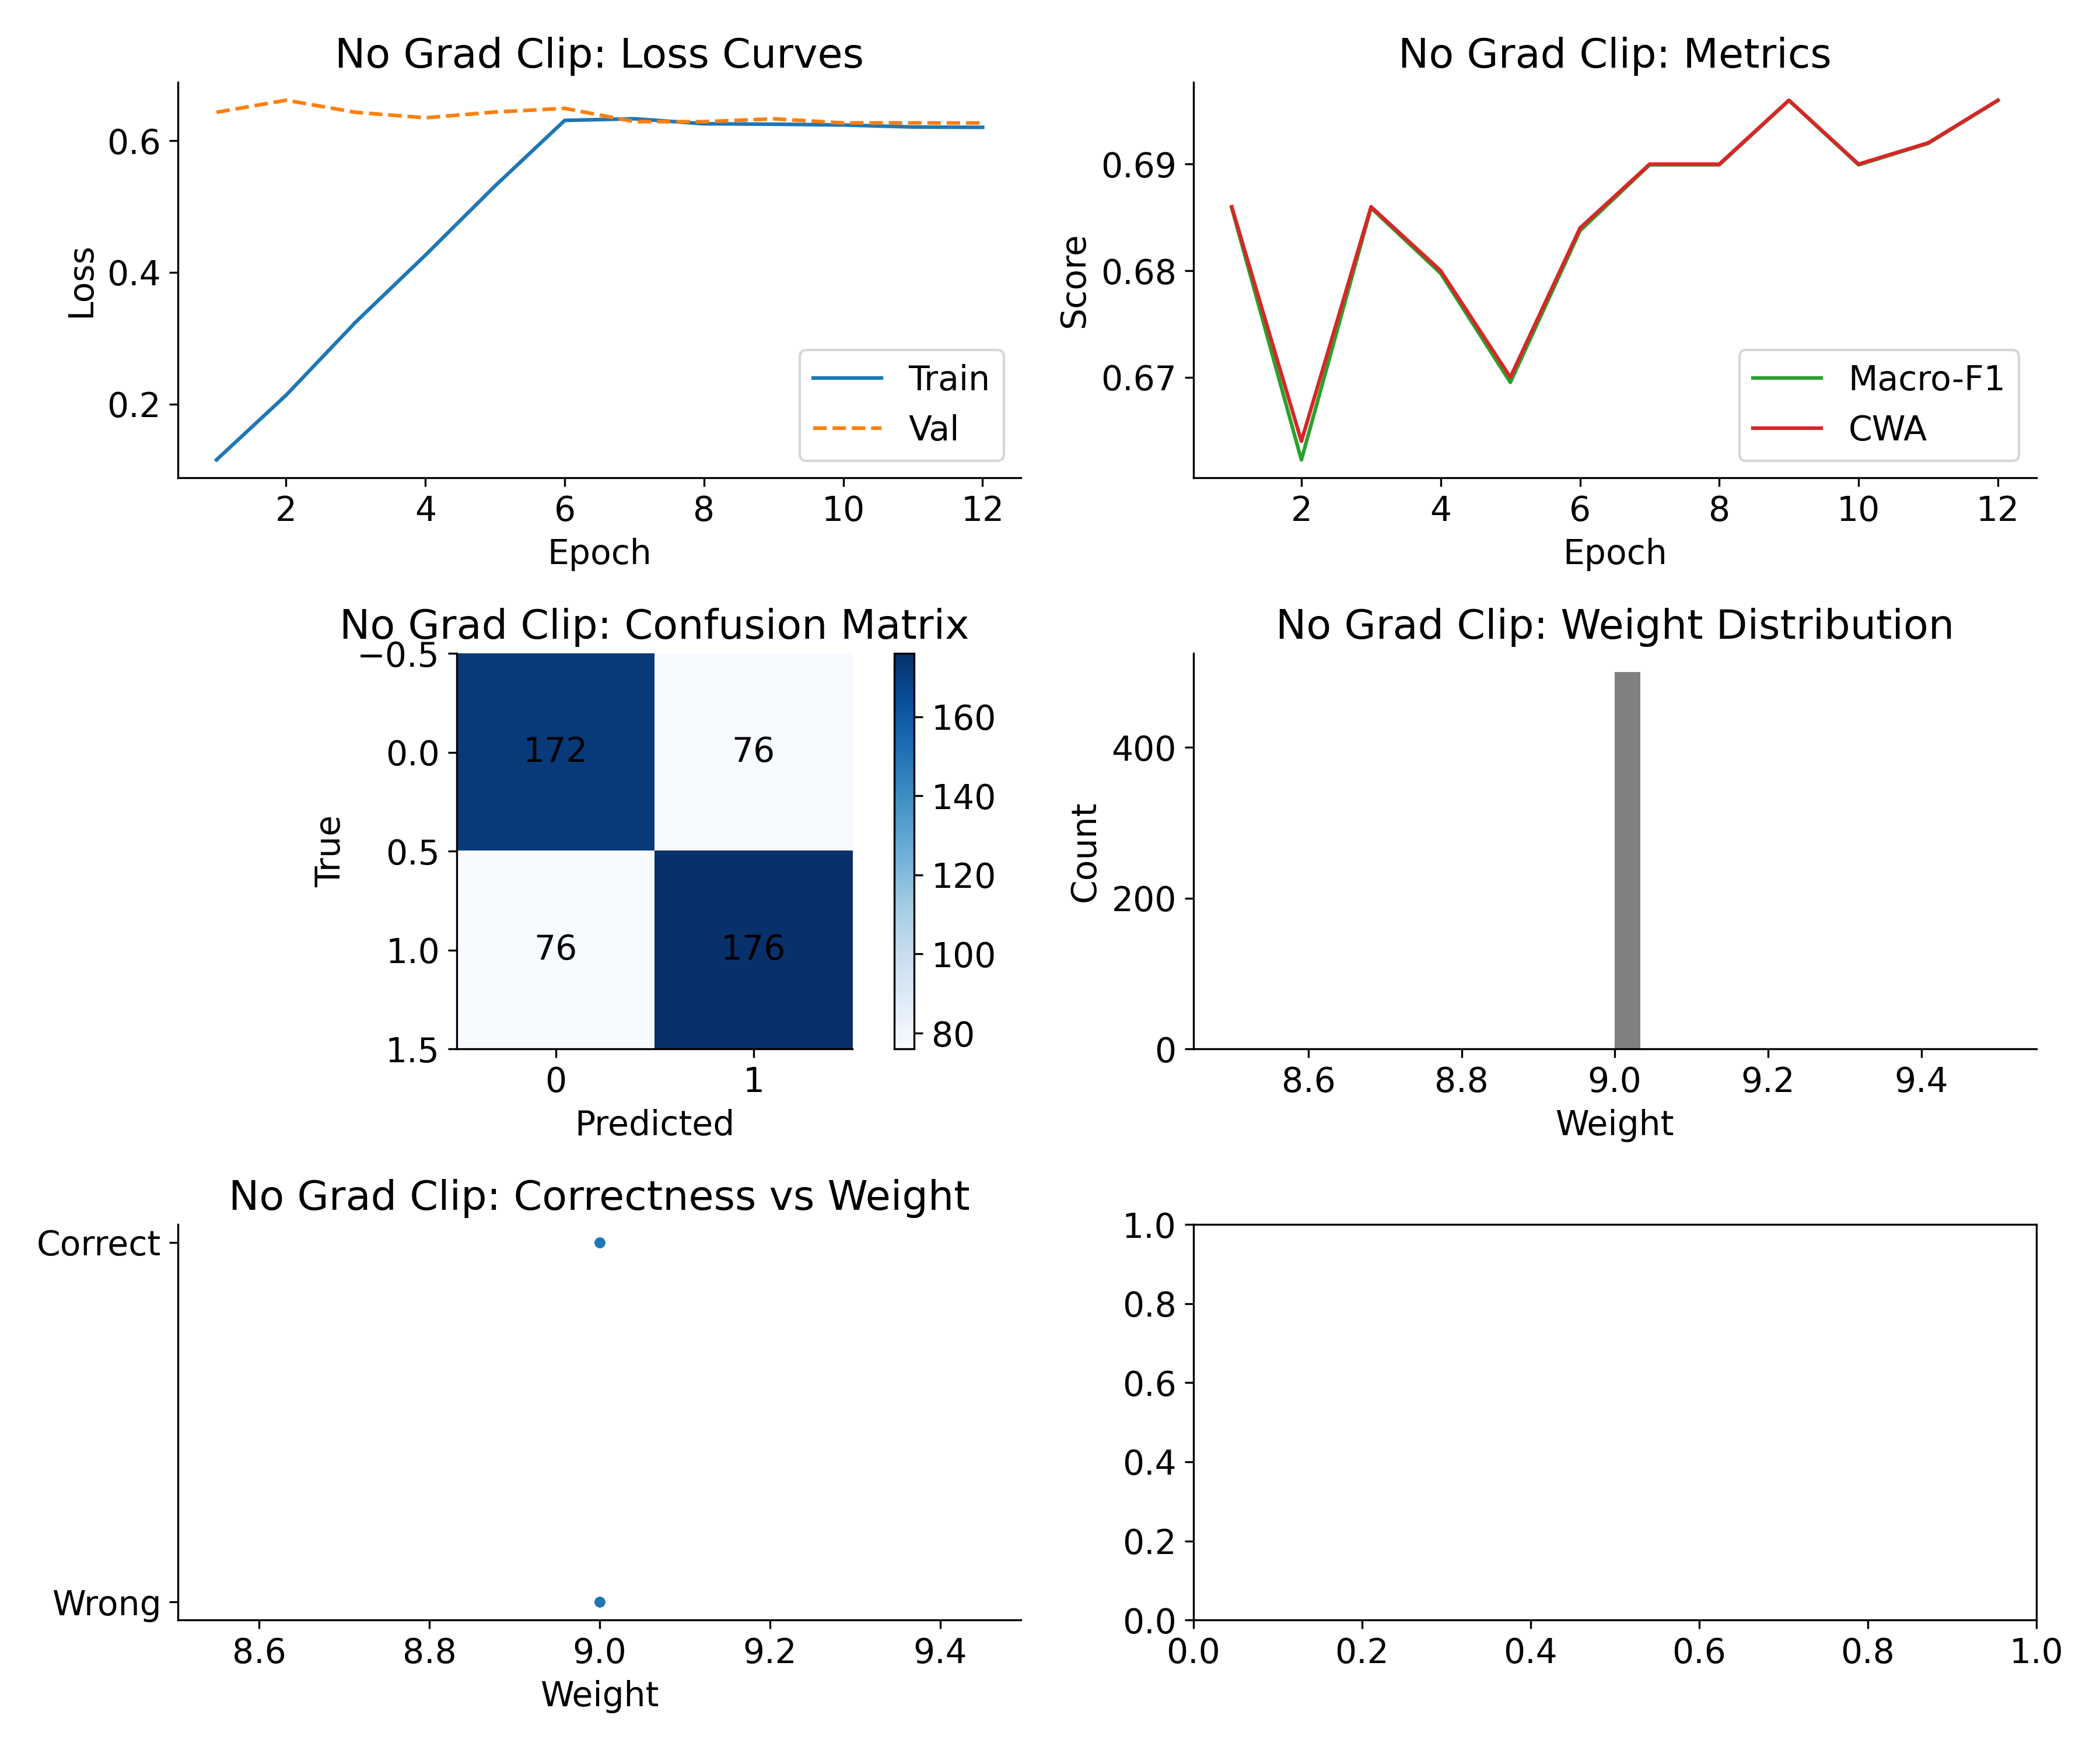 No Grad Clip: Loss Curves
Loss
0.6
0.4
0.2
Train
Val
2 4 6 8 10 12
Epoch
No Grad Clip: Metrics
Score
0.69
0.68
0.67
Macro-F1
CWA
2 4 6 8 10 12
Epoch
No Grad Clip: Confusion Matrix
True
−0.5
0.0
0.5
1.0
1.5
172 76
76 176
0 1
Predicted
160
140
120
100
80
No Grad Clip: Weight Distribution
Count
400
200
0
8.6 8.8 9.0 9.2 9.4
Weight
No Grad Clip: Correctness vs Weight
Correct
Wrong
8.6 8.8 9.0 9.2 9.4
Weight
1.0
0.8
0.6
0.4
0.2
0.0
0.0 0.2 0.4 0.6 0.8 1.0